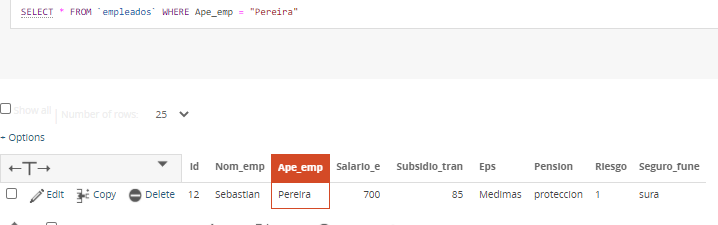 SELECT * FROM `empleados` WHERE Ape_emp = "Pereira"
Show all | Number of rows: 25
+ Options
←T→ Id Nom_emp Ape_emp Salario_e Subsidio_tran Eps Pension Riesgo Seguro_fune
Edit Copy Delete 12 Sebastian Pereira 700 85 Medimas proteccion 1 sura